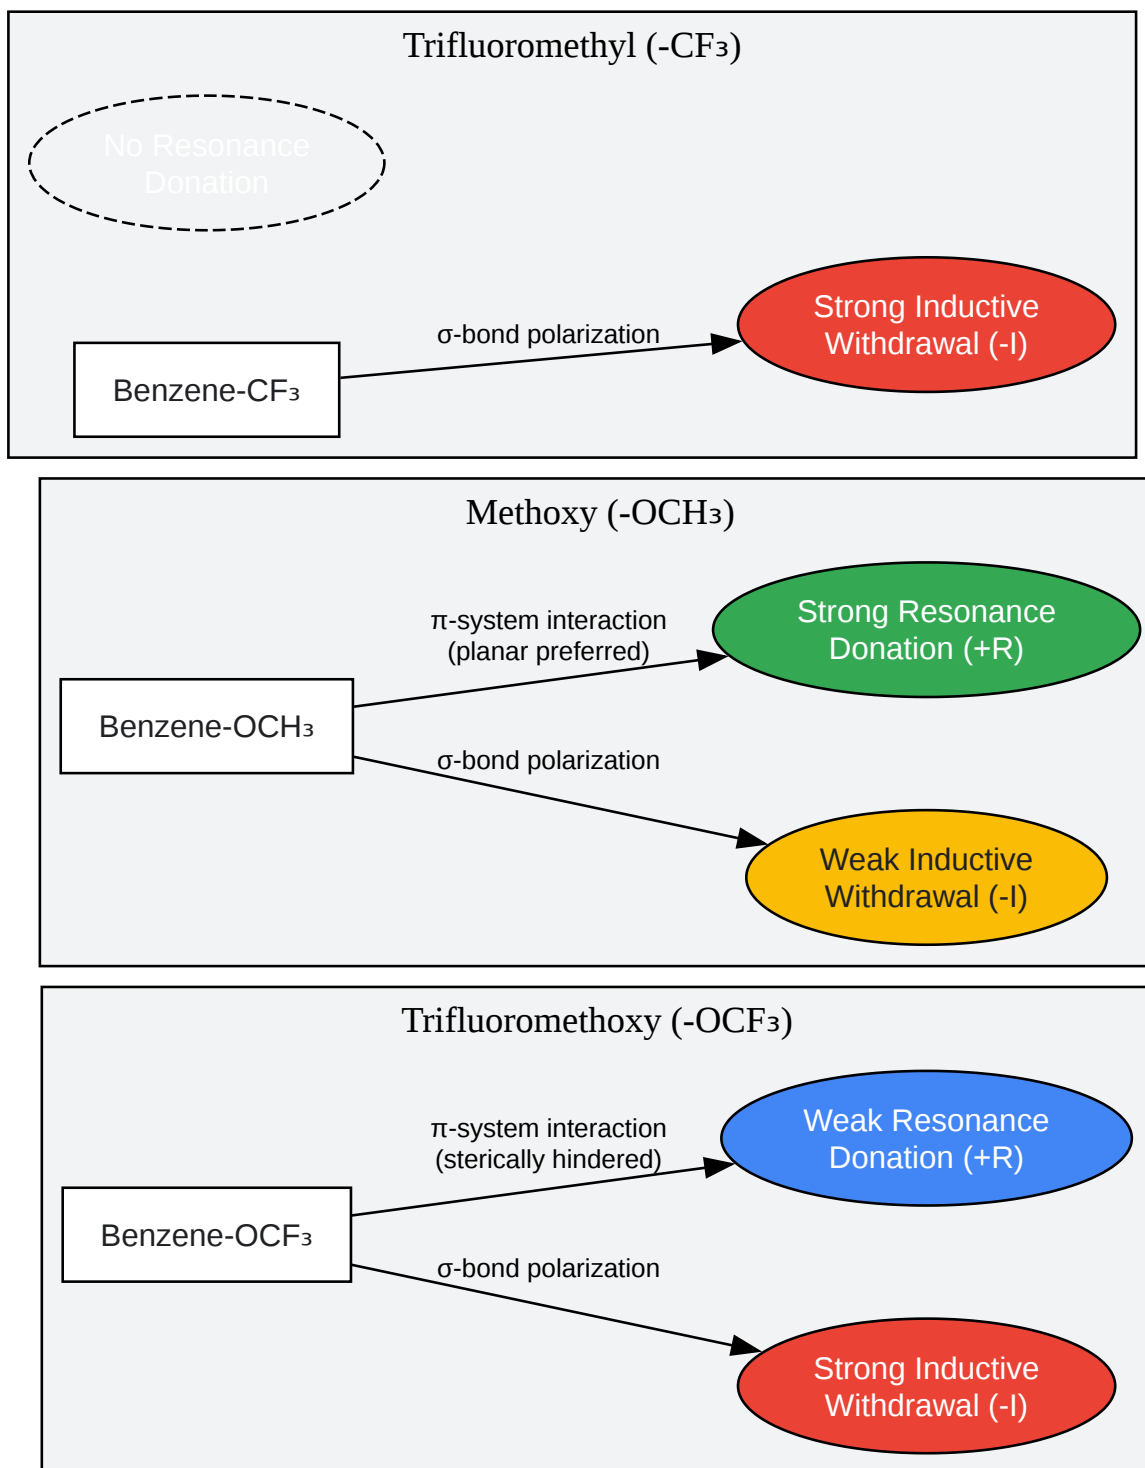 Trifluoromethyl (-CF₃)
No Resonance
Donation
Strong Inductive
Withdrawal (-I)
σ-bond polarization
Benzene-CF₃
Methoxy (-OCH₃)
π-system interaction
(planar preferred)
Strong Resonance
Donation (+R)
Benzene-OCH₃
σ-bond polarization
Weak Inductive
Withdrawal (-I)
Trifluoromethoxy (-OCF₃)
π-system interaction
(sterically hindered)
Weak Resonance
Donation (+R)
Benzene-OCF₃
σ-bond polarization
Strong Inductive
Withdrawal (-I)